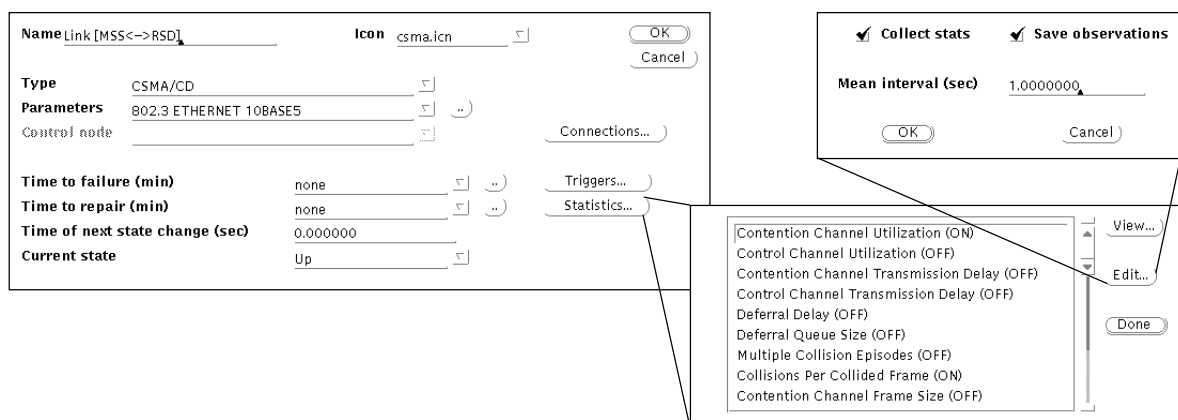 Name Link [MSS<->RSD] Icon csma.icn OK
Cancel
Type CSMA/CD
Parameters 802.3 ETHERNET 10BASE5 ..
Control node Connections...
Time to failure (min) none .. Triggers...
Time to repair (min) none .. Statistics...
Time of next state change (sec) 0.000000
Current state Up
Collect stats Save observations
Mean interval (sec) 1.0000000
OK Cancel
Contention Channel Utilization (ON) View...
Control Channel Utilization (OFF)
Contention Channel Transmission Delay (OFF) Edit...
Control Channel Transmission Delay (OFF)
Deferral Delay (OFF) Done
Deferral Queue Size (OFF)
Multiple Collision Episodes (OFF)
Collisions Per Collided Frame (ON)
Contention Channel Frame Size (OFF)